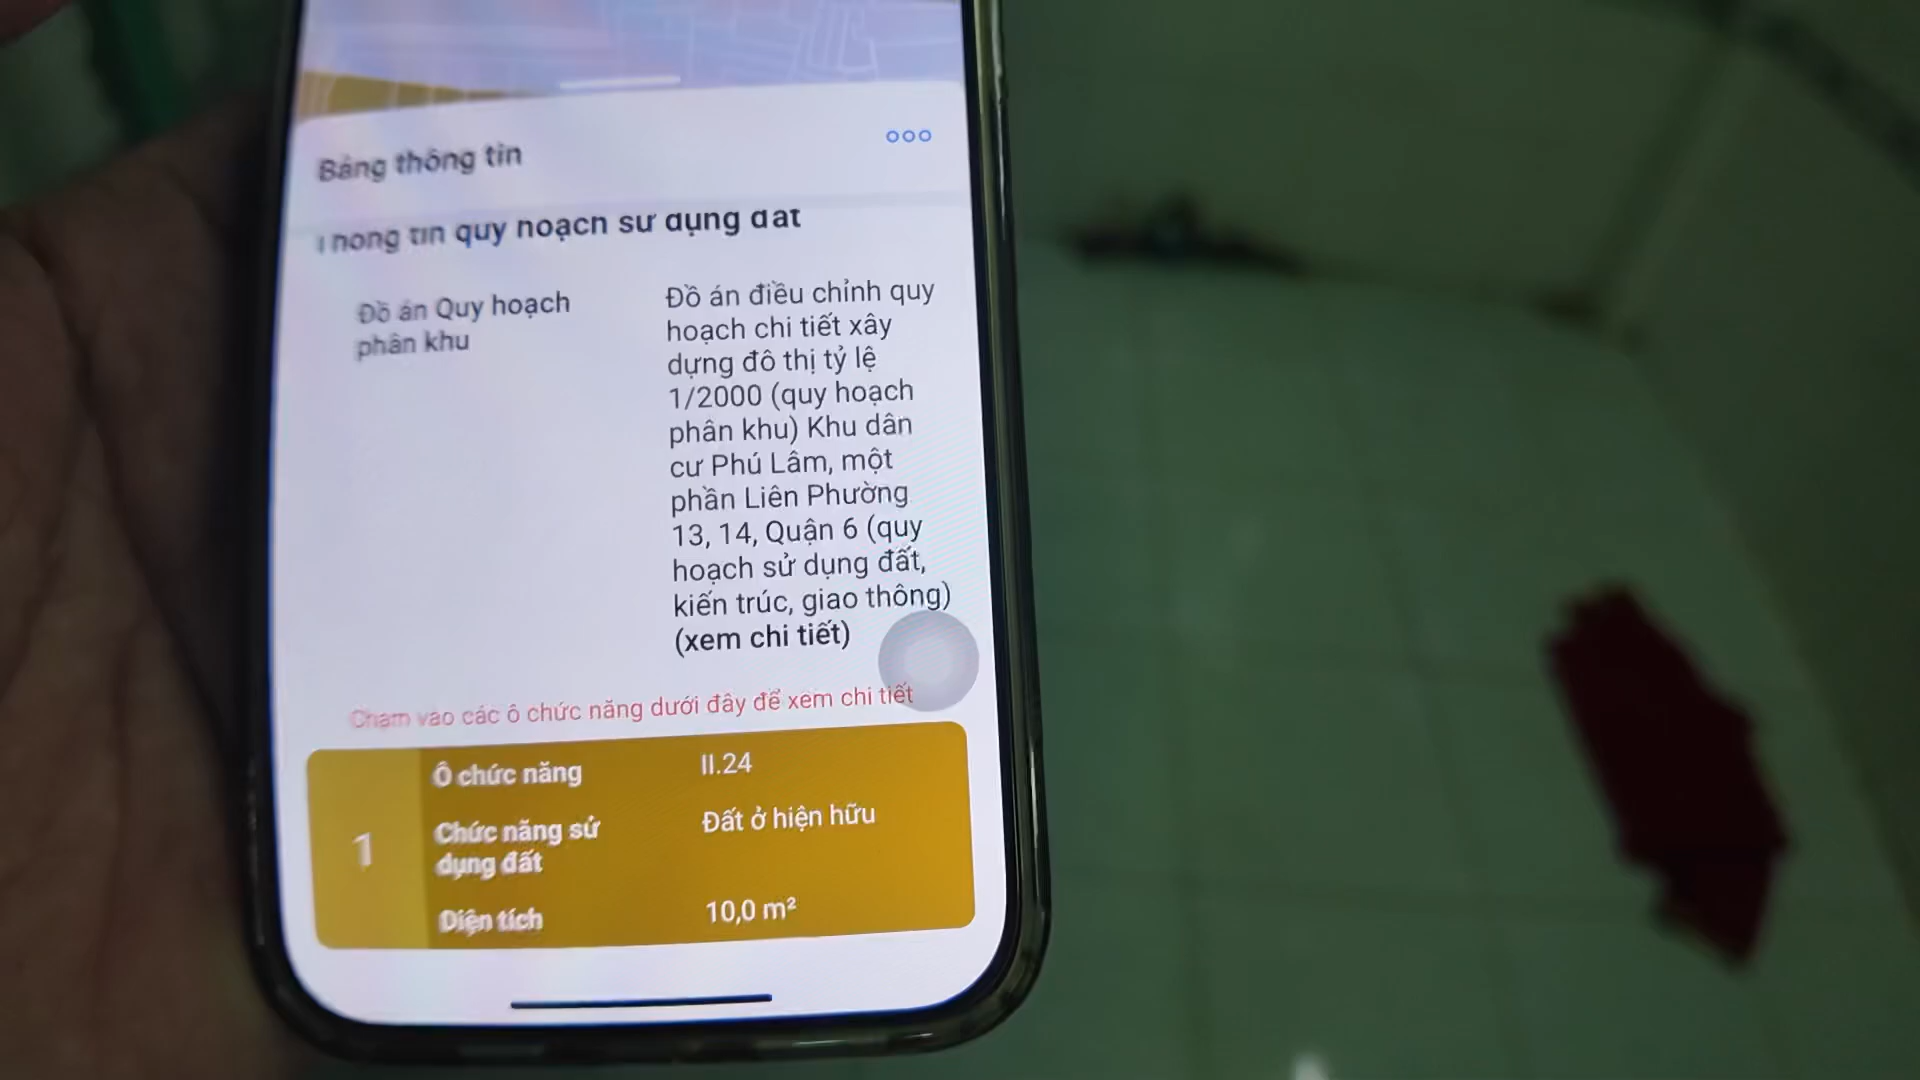 Bảng thông tin
Thông tin quy hoạch sử dụng đất
Đồ án Quy hoạch
phân khu
Đồ án điều chỉnh quy
hoạch chi tiết xây
dựng đô thị tỷ lệ
1/2000 (quy hoạch
phân khu) Khu dân
cư Phú Lâm, một
phần Liên Phường
13, 14, Quận 6 (quy
hoạch sử dụng đất,
kiến trúc, giao thông)
(xem chi tiết)
Chạm vào các ô chức năng dưới đây để xem chi tiết
1
Ô chức năng II.24
Chức năng sử
dụng đất
Đất ở hiện hữu
Diện tích 10,0 m²